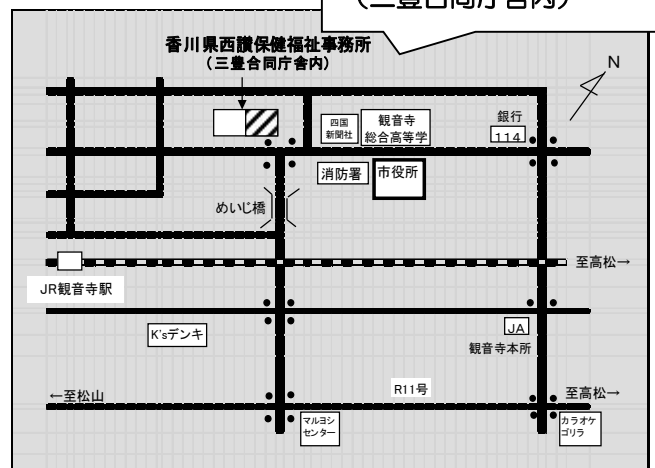 (三豊合同庁舎内)
香川県西讃保健福祉事務所
(三豊合同庁舎内)
N
四国
新聞社
観音寺
総合高等学
銀行
114
消防署
市役所
めいじ橋
至高松→
JR観音寺駅
K'sデンキ
JA
観音寺本所
←至松山
R11号
至高松→
マルヨシ
センター
カラオケ
ゴリラ